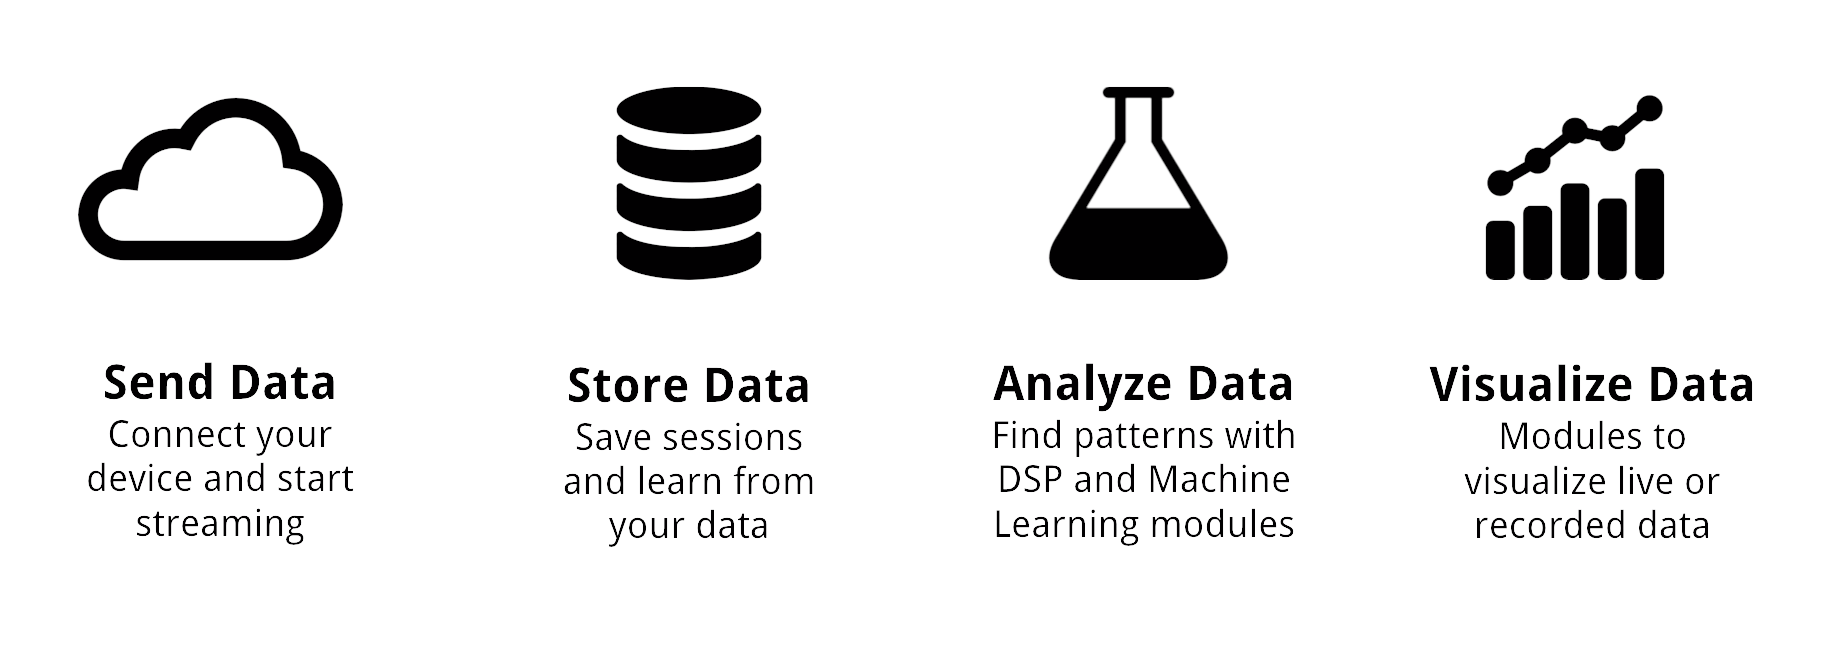 Send Data
Connect your
device and start
streaming
Store Data
Save sessions
and learn from
your data
Analyze Data
Find patterns with
DSP and Machine
Learning modules
Visualize Data
Modules to
visualize live or
recorded data